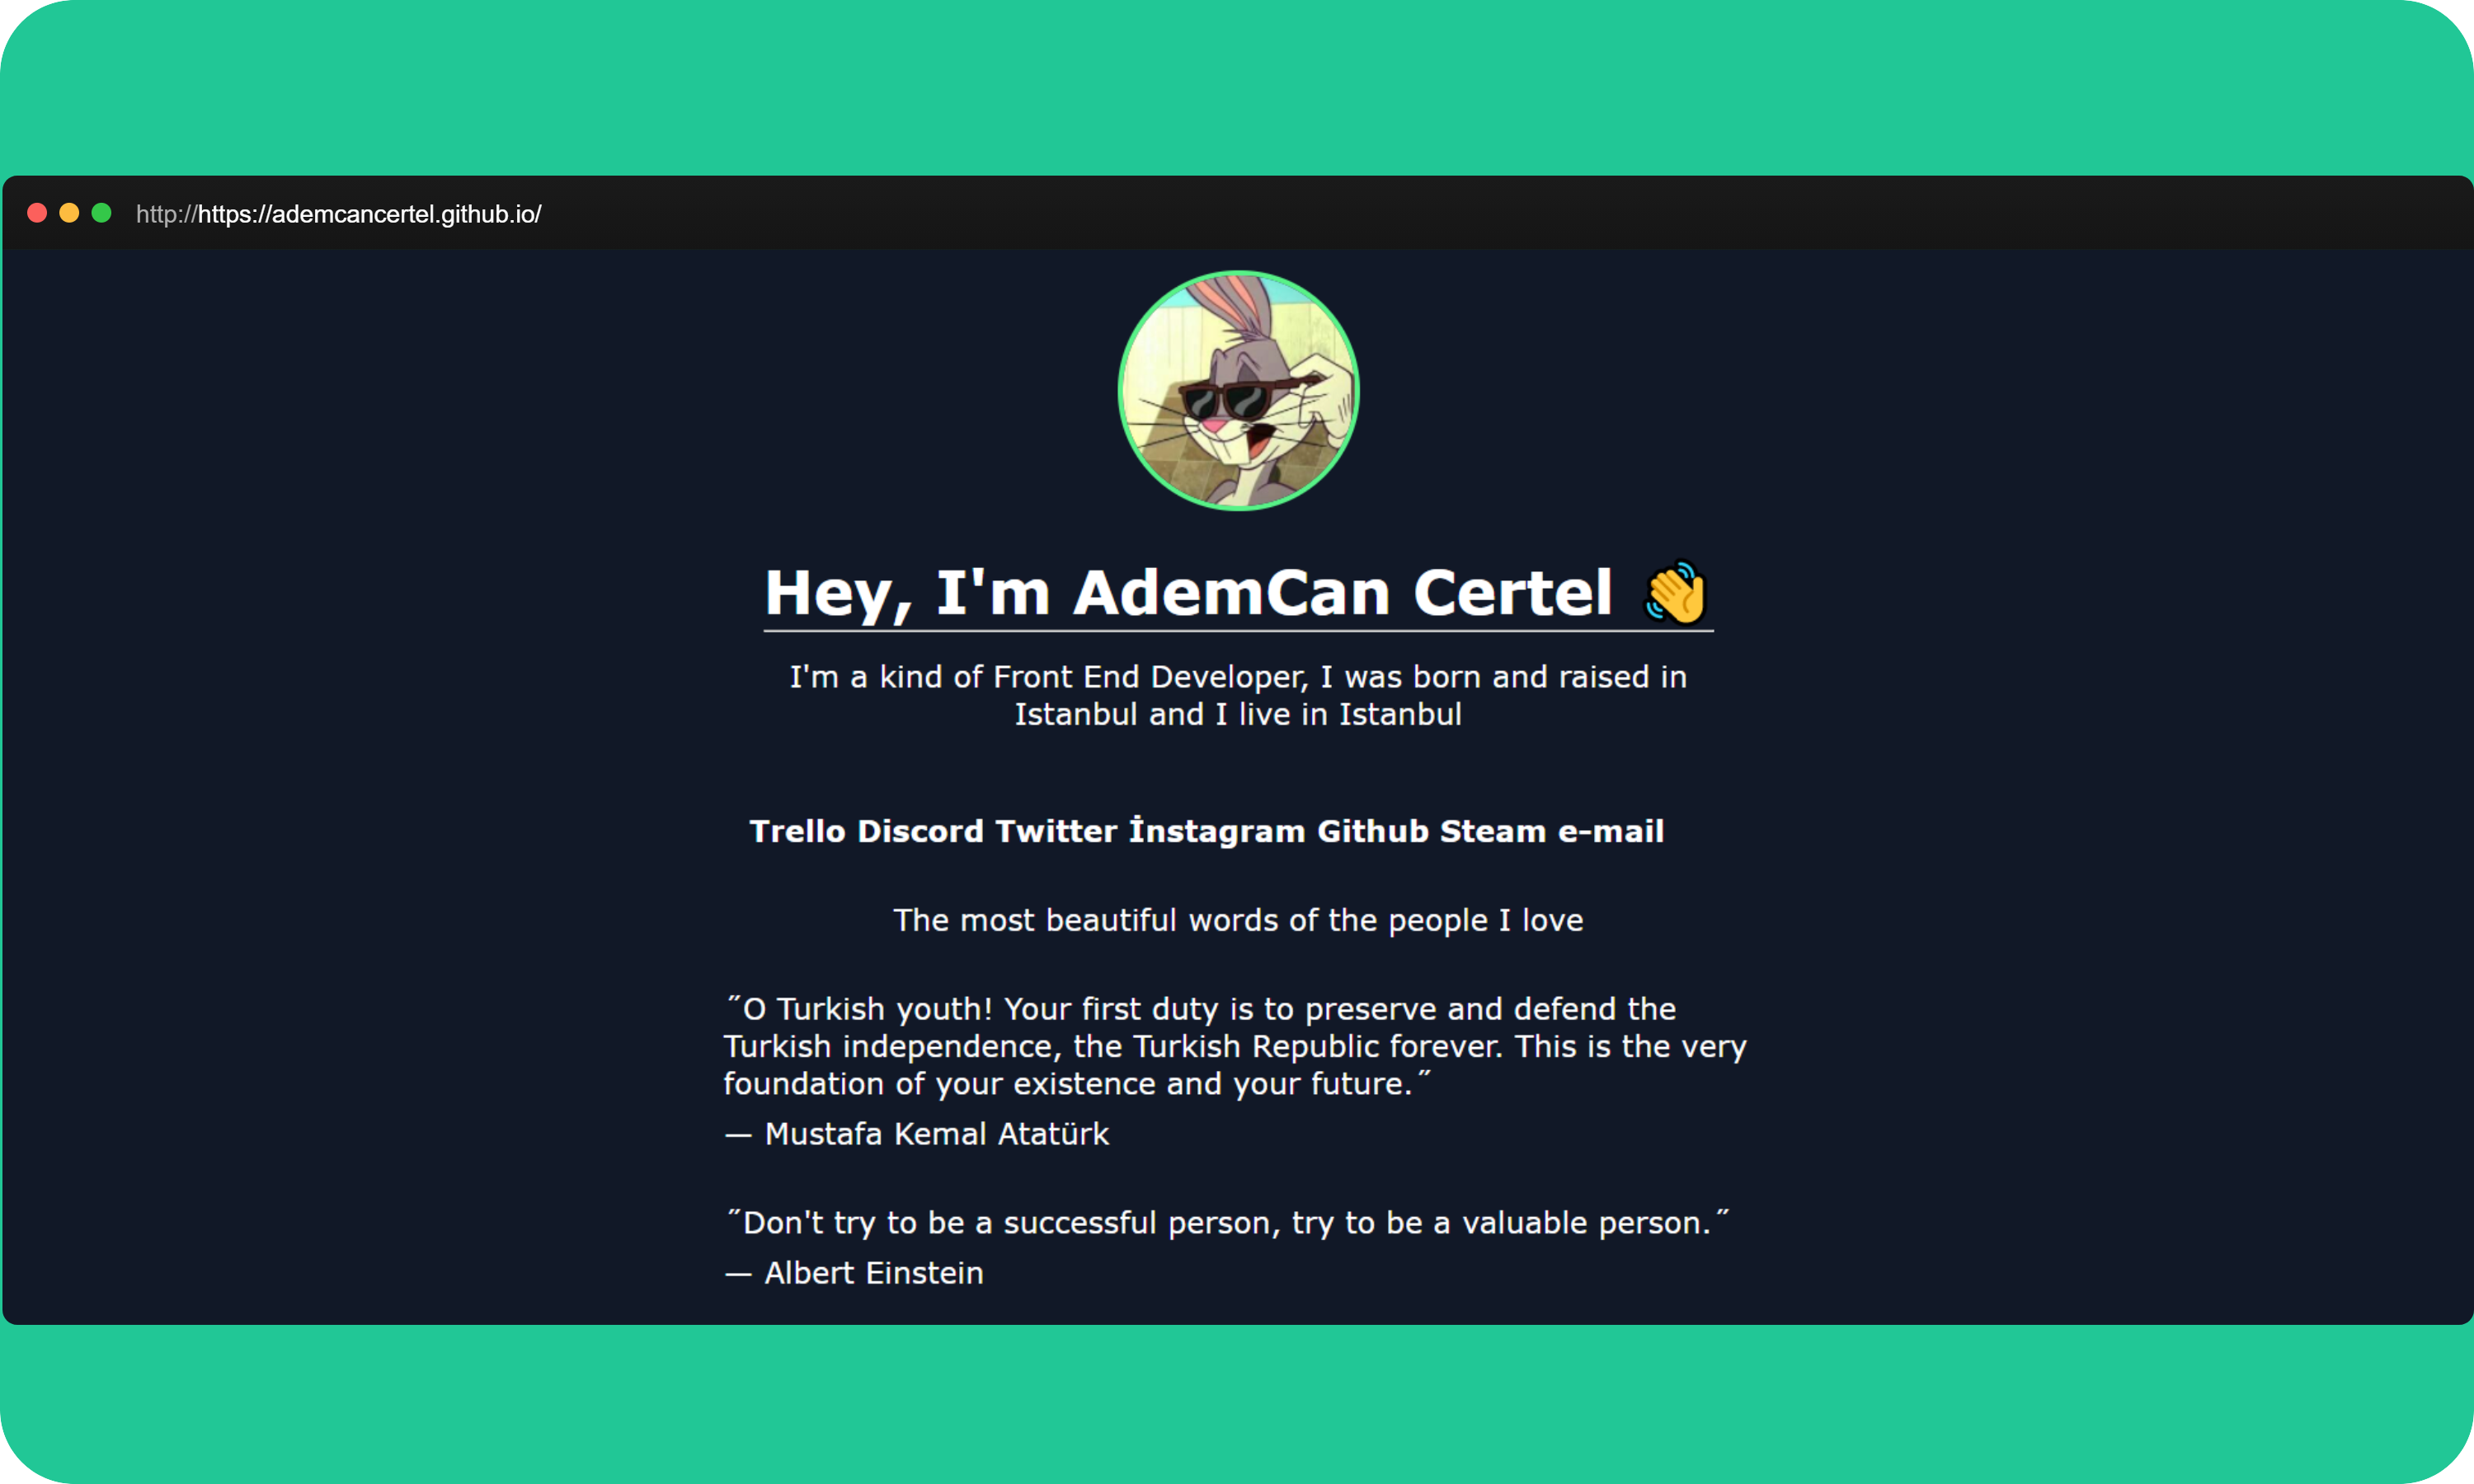 http://https://ademcancertel.github.io/
Hey, I'm AdemCan Certel 👋
I'm a kind of Front End Developer, I was born and raised in
Istanbul and I live in Istanbul
Trello Discord Twitter İnstagram Github Steam e-mail
The most beautiful words of the people I love
˝O Turkish youth! Your first duty is to preserve and defend the
Turkish independence, the Turkish Republic forever. This is the very
foundation of your existence and your future.˝
— Mustafa Kemal Atatürk
˝Don't try to be a successful person, try to be a valuable person.˝
— Albert Einstein